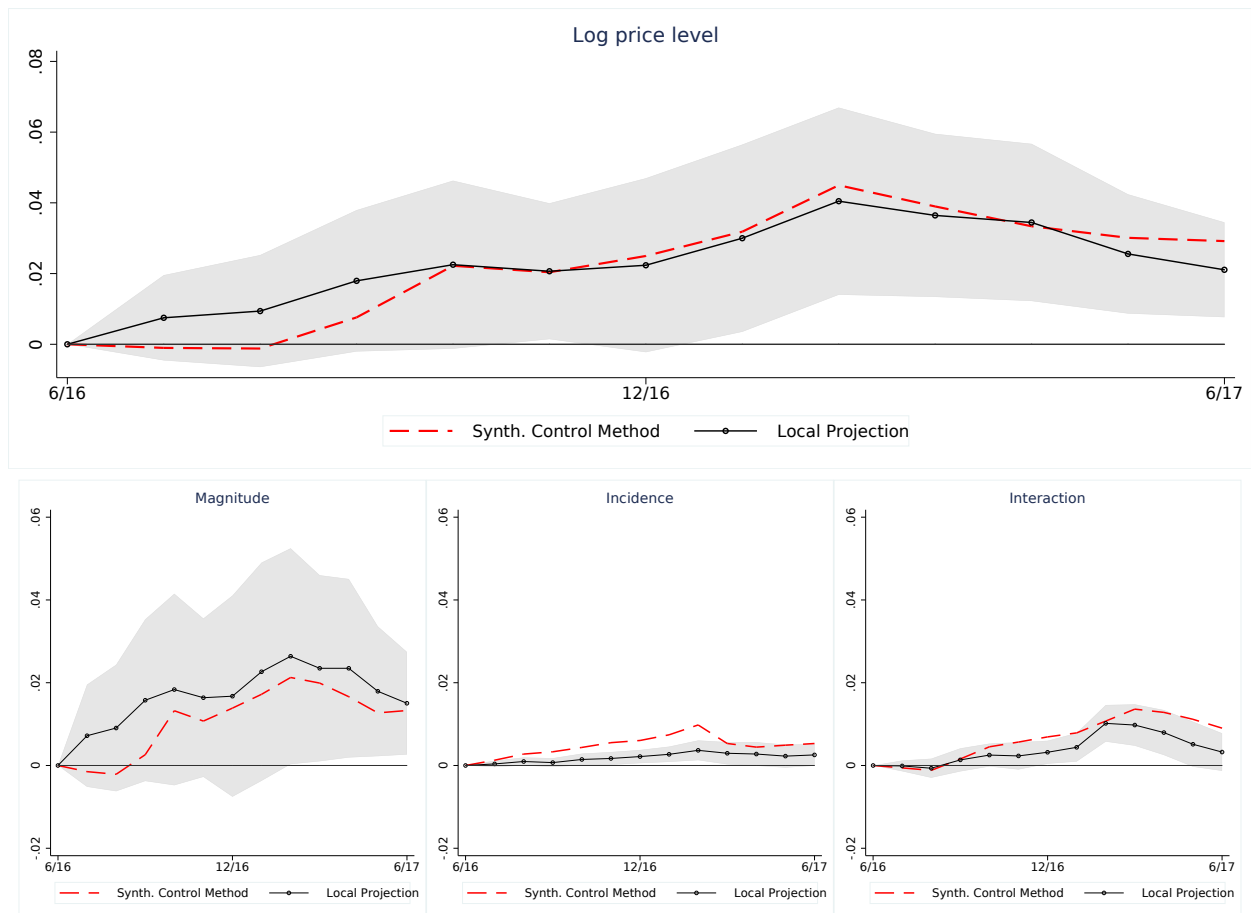 Log price level
.08
.06
.04
.02
0
6/16 12/16 6/17
Synth. Control Method Local Projection
Magnitude
.06
.04
.02
0
-.02
6/16 12/16 6/17
Synth. Control Method Local Projection
Incidence
.06
.04
.02
0
-.02
6/16 12/16 6/17
Synth. Control Method Local Projection
Interaction
.06
.04
.02
0
-.02
6/16 12/16 6/17
Synth. Control Method Local Projection